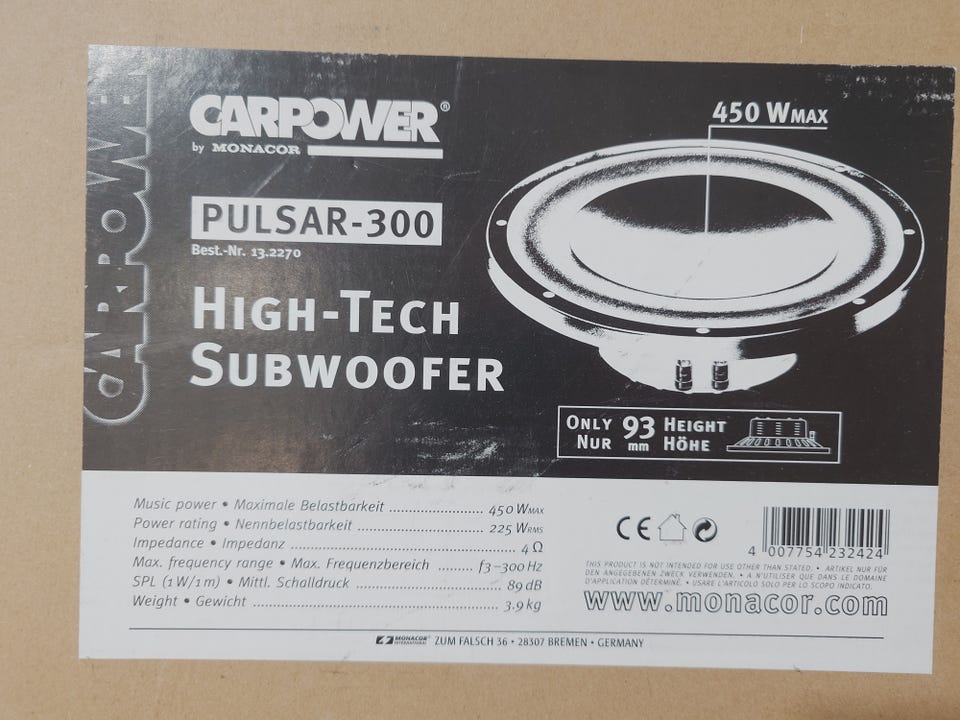 CARPOWER
CARPOWER®
by MONACOR
PULSAR-300
Best.-Nr. 13.2270
HIGH-TECH
SUBWOOFER
450 WMAX
ONLY 93 HEIGHT
NUR mm HÖHE
Music power • Maximale Belastbarkeit ........................ 450 WMAX
Power rating • Nennbelastbarkeit ................................ 225 WRMS
Impedance • Impedanz ................................................ 4 Ω
Max. frequency range • Max. Frequenzbereich ........ f3–300 Hz
SPL (1 W/1 m) • Mittl. Schalldruck ................................ 89 dB
Weight • Gewicht ........................................................ 3.9 kg
CE
4 007754 232424
THIS PRODUCT IS NOT INTENDED FOR USE OTHER THAN STATED. • ARTIKEL NUR FÜR
DEN ANGEGEBENEN ZWECK VERWENDEN. • A N'UTILISER QUE DANS LE DOMAINE
D'APPLICATION DÉTERMINÉ. • USARE L'ARTICOLO SOLO PER LO SCOPO INDICATO.
www.monacor.com
MONACOR® INTERNATIONAL ZUM FALSCH 36 • 28307 BREMEN • GERMANY